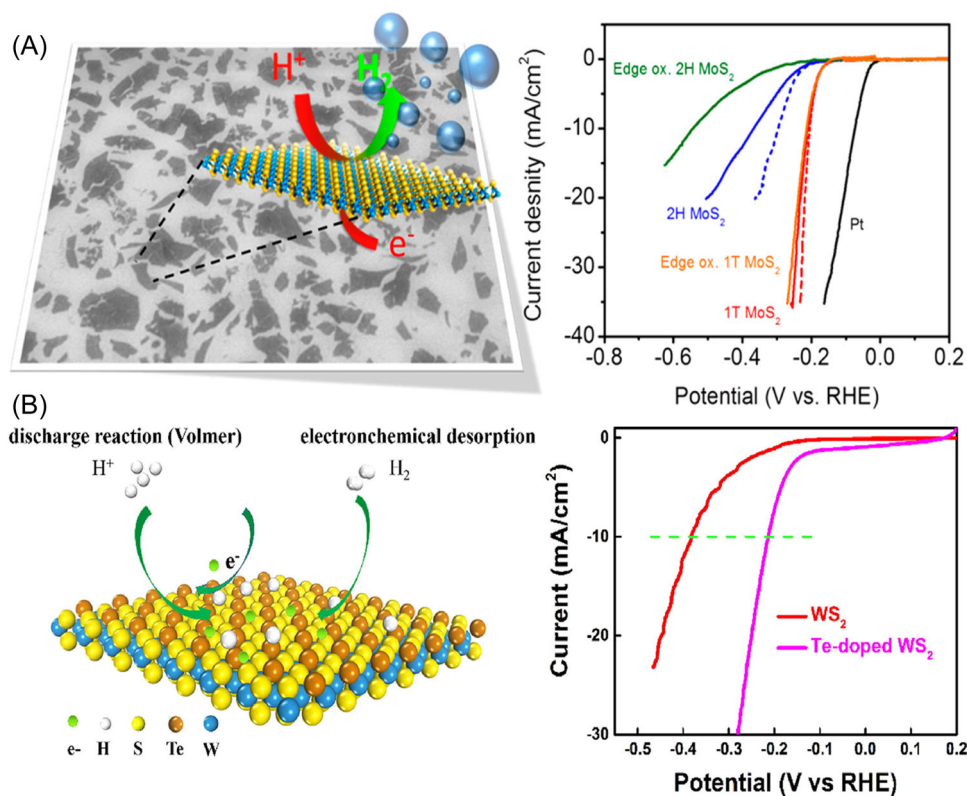 (A)
H+
H2
e-
Current desnity (mA/cm2)
0
-10
-20
-30
-40
Edge ox. 2H MoS2
2H MoS2
Edge ox. 1T MoS2
1T MoS2
Pt
-0.8 -0.6 -0.4 -0.2 0.0 0.2
Potential (V vs. RHE)
(B)
discharge reaction (Volmer)
electronchemical desorption
H+
H2
e-
e- H S Te W
Current (mA/cm2)
0
-10
-20
-30
WS2
Te-doped WS2
-0.5 -0.4 -0.3 -0.2 -0.1 0.0 0.1 0.2
Potential (V vs RHE)